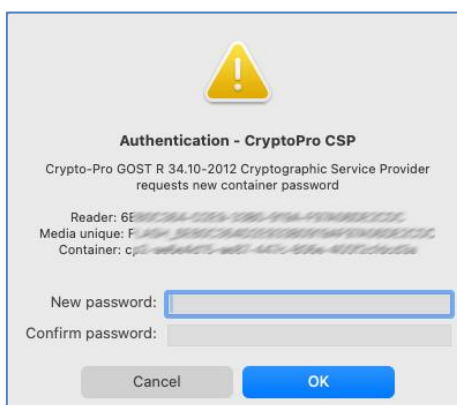 Authentication - CryptoPro CSP
Crypto-Pro GOST R 34.10-2012 Cryptographic Service Provider
requests new container password
Reader:
Media unique:
Container:
New password:
Confirm password:
Cancel
OK